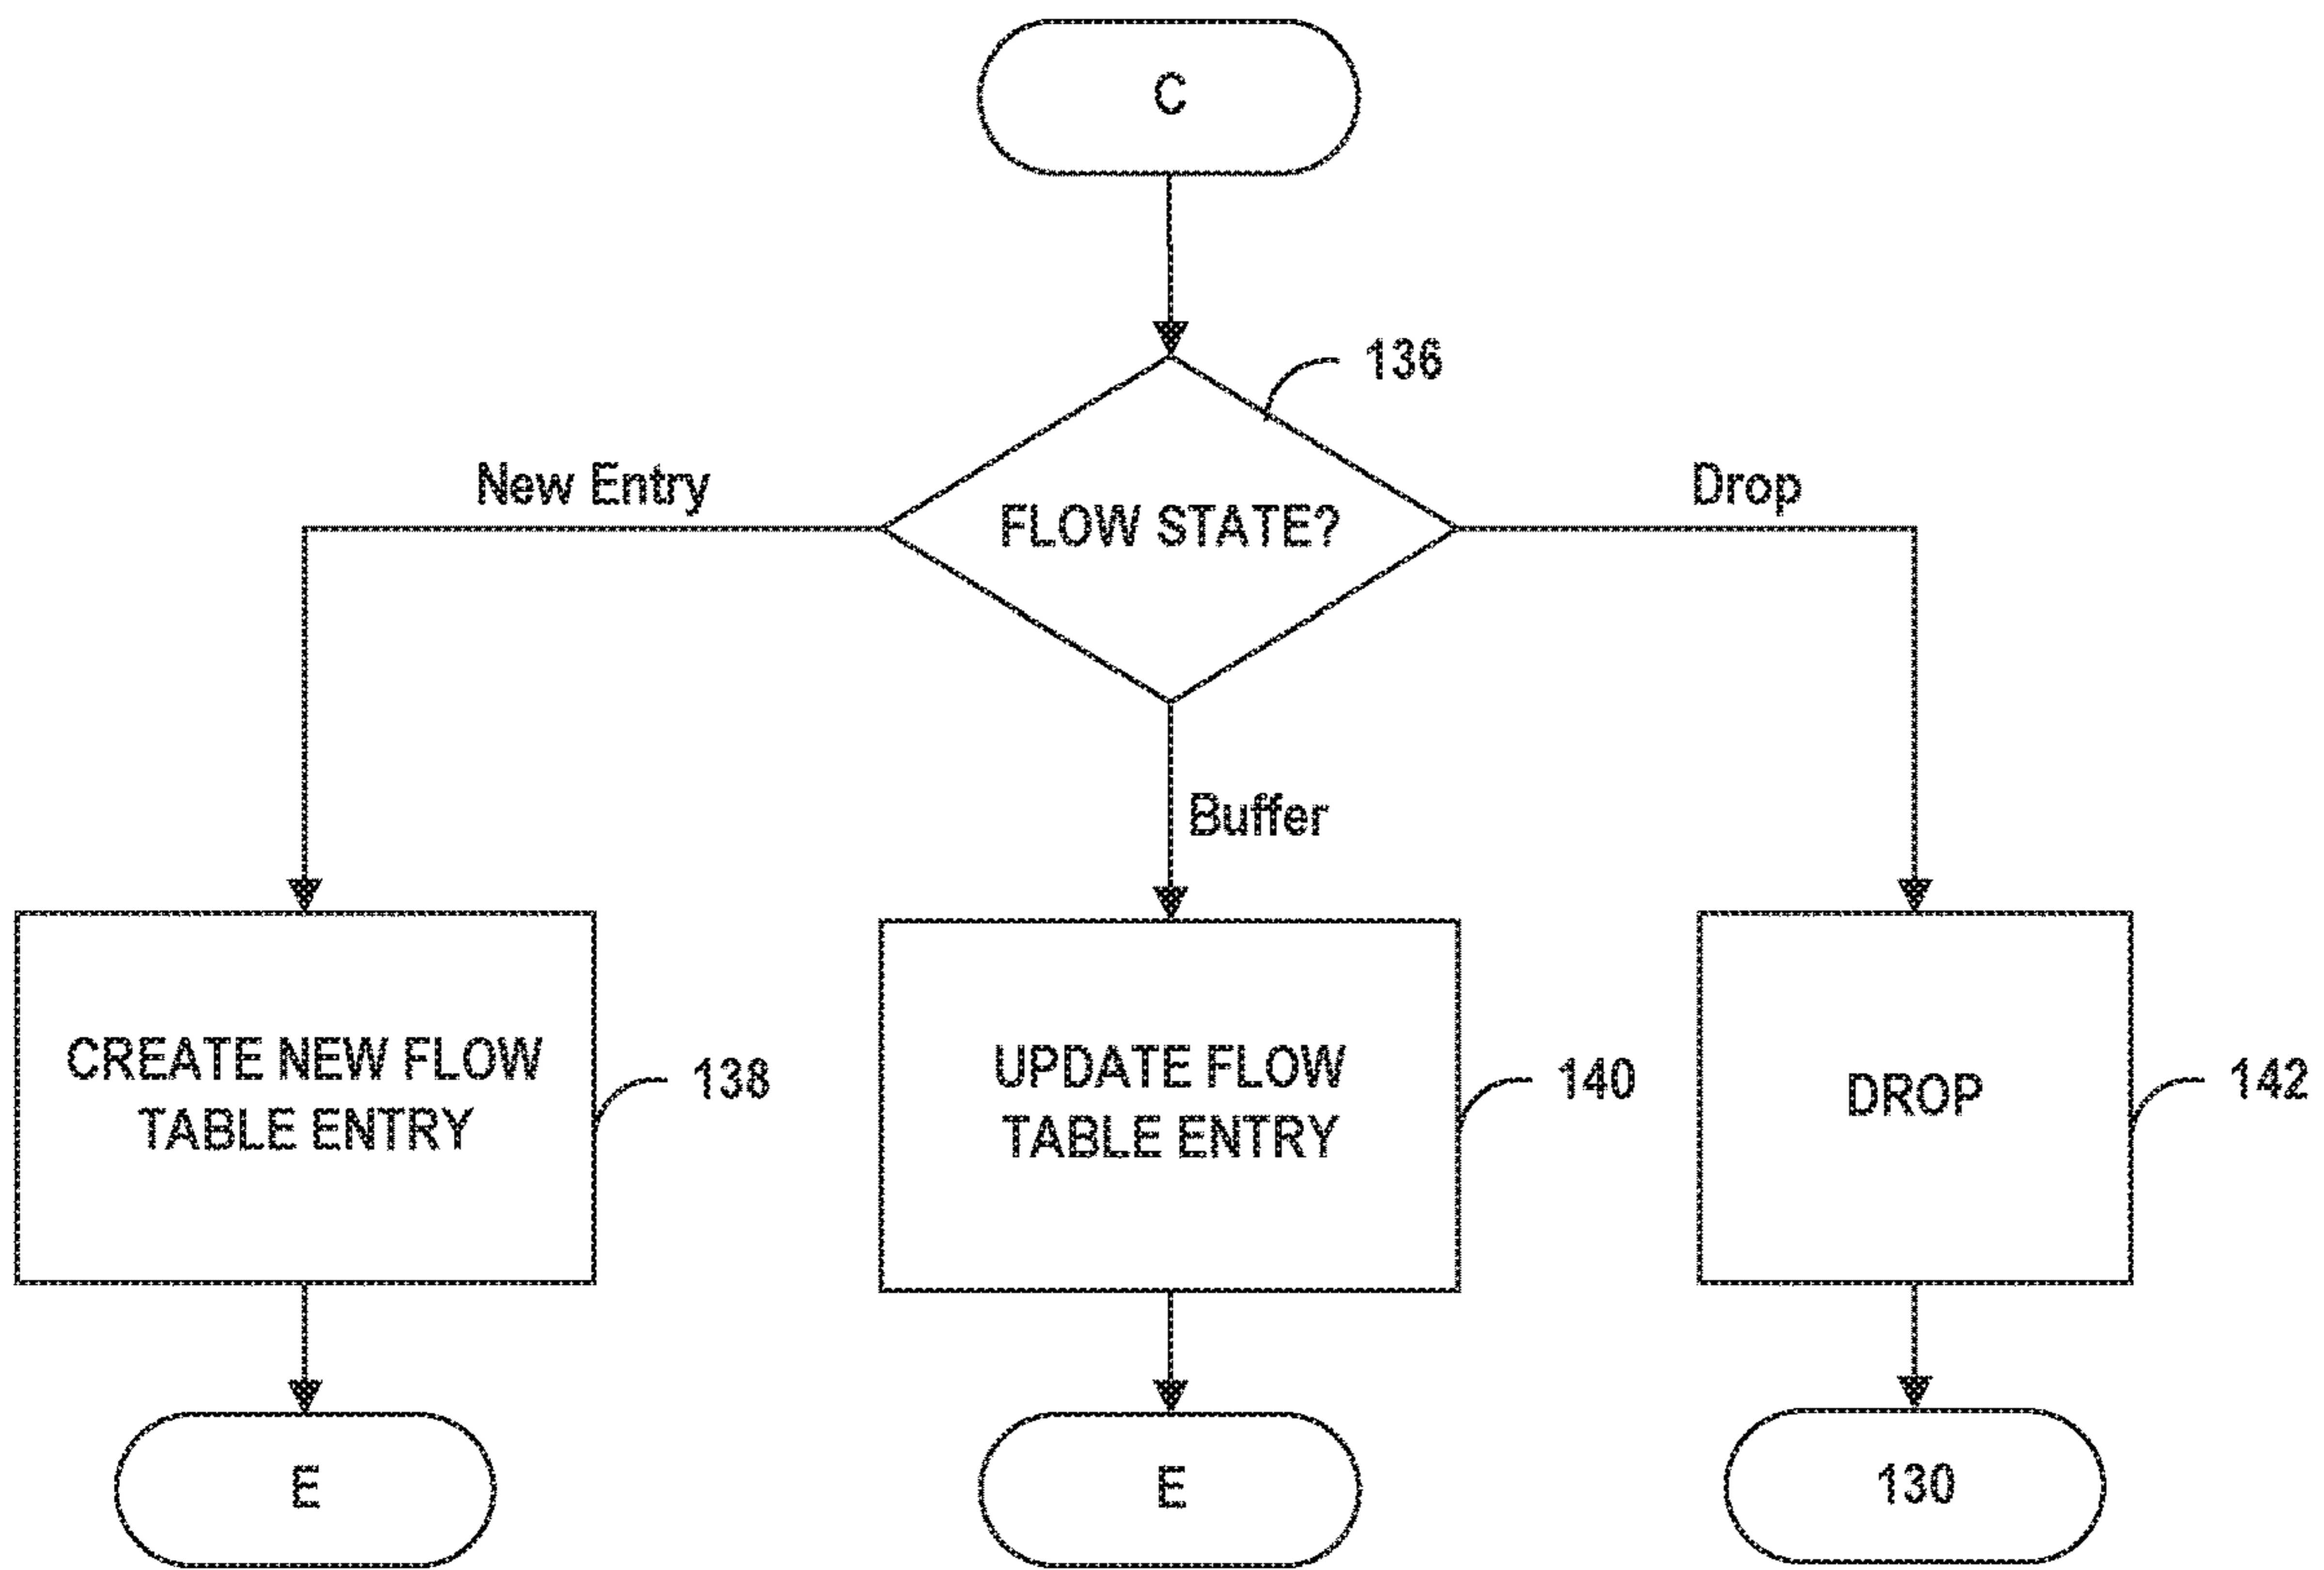 C
136
New Entry
FLOW STATE?
Drop
Buffer
CREATE NEW FLOW
TABLE ENTRY
138
UPDATE FLOW
TABLE ENTRY
140
DROP
142
E
E
130